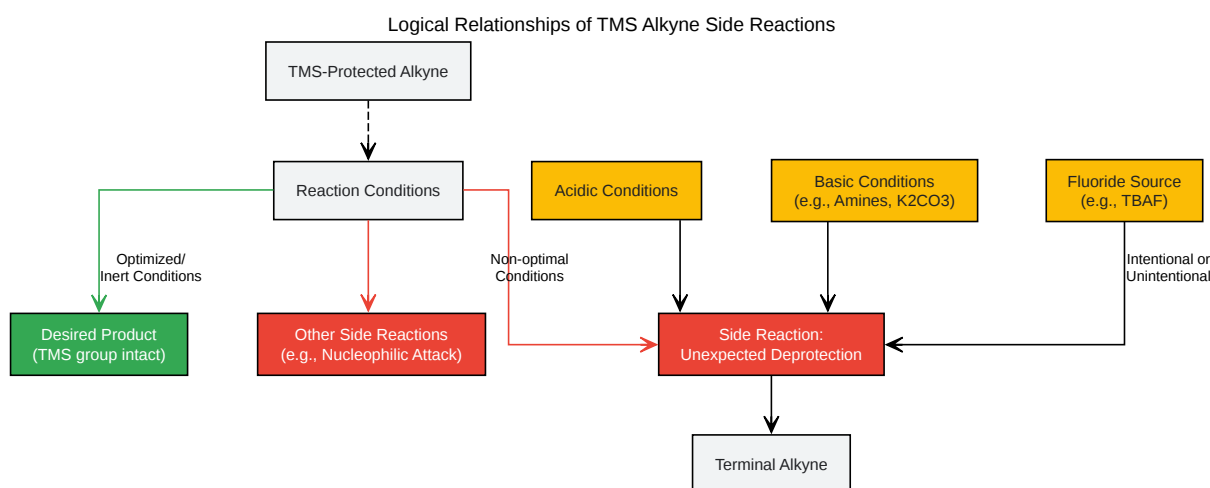 Logical Relationships of TMS Alkyne Side Reactions
TMS-Protected Alkyne
Reaction Conditions
Acidic Conditions
Basic Conditions
(e.g., Amines, K2CO3)
Fluoride Source
(e.g., TBAF)
Optimized/
Inert Conditions
Non-optimal
Conditions
Intentional or
Unintentional
Desired Product
(TMS group intact)
Other Side Reactions
(e.g., Nucleophilic Attack)
Side Reaction:
Unexpected Deprotection
Terminal Alkyne